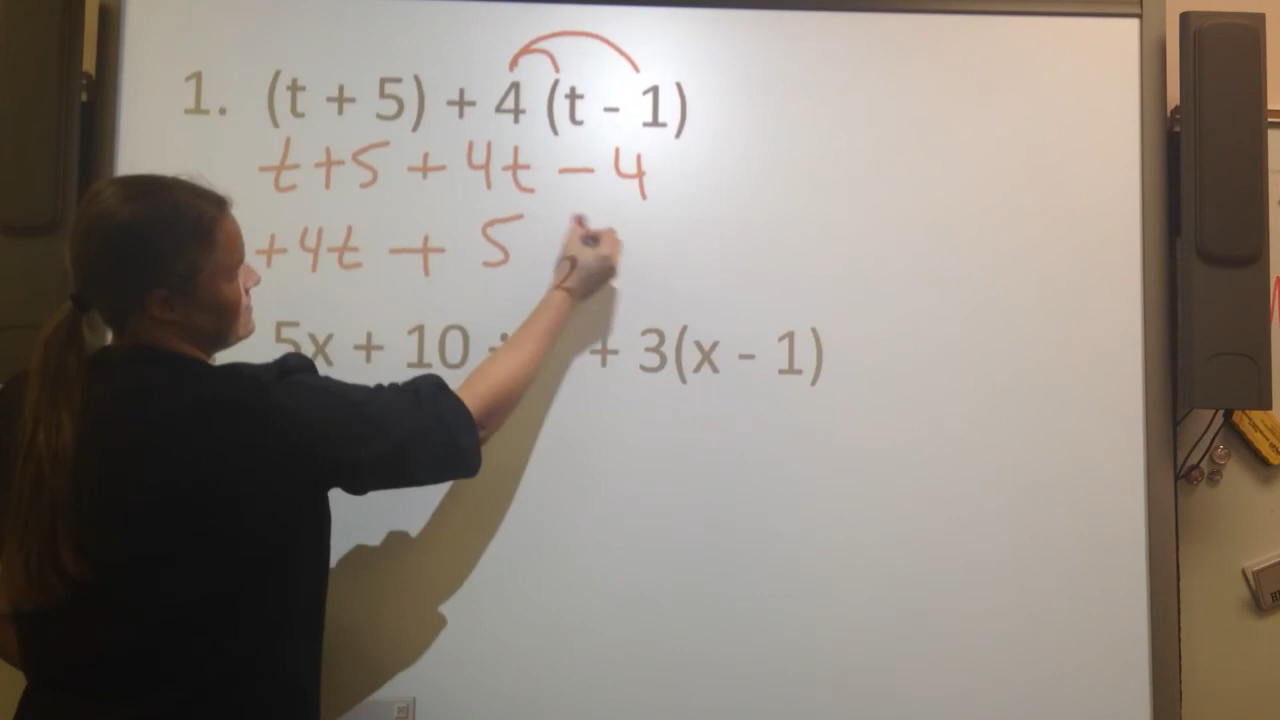 1. (t + 5) + 4 (t - 1)
t + 5 + 4t - 4
+ 4t + 5
5x + 10 + 3(x - 1)